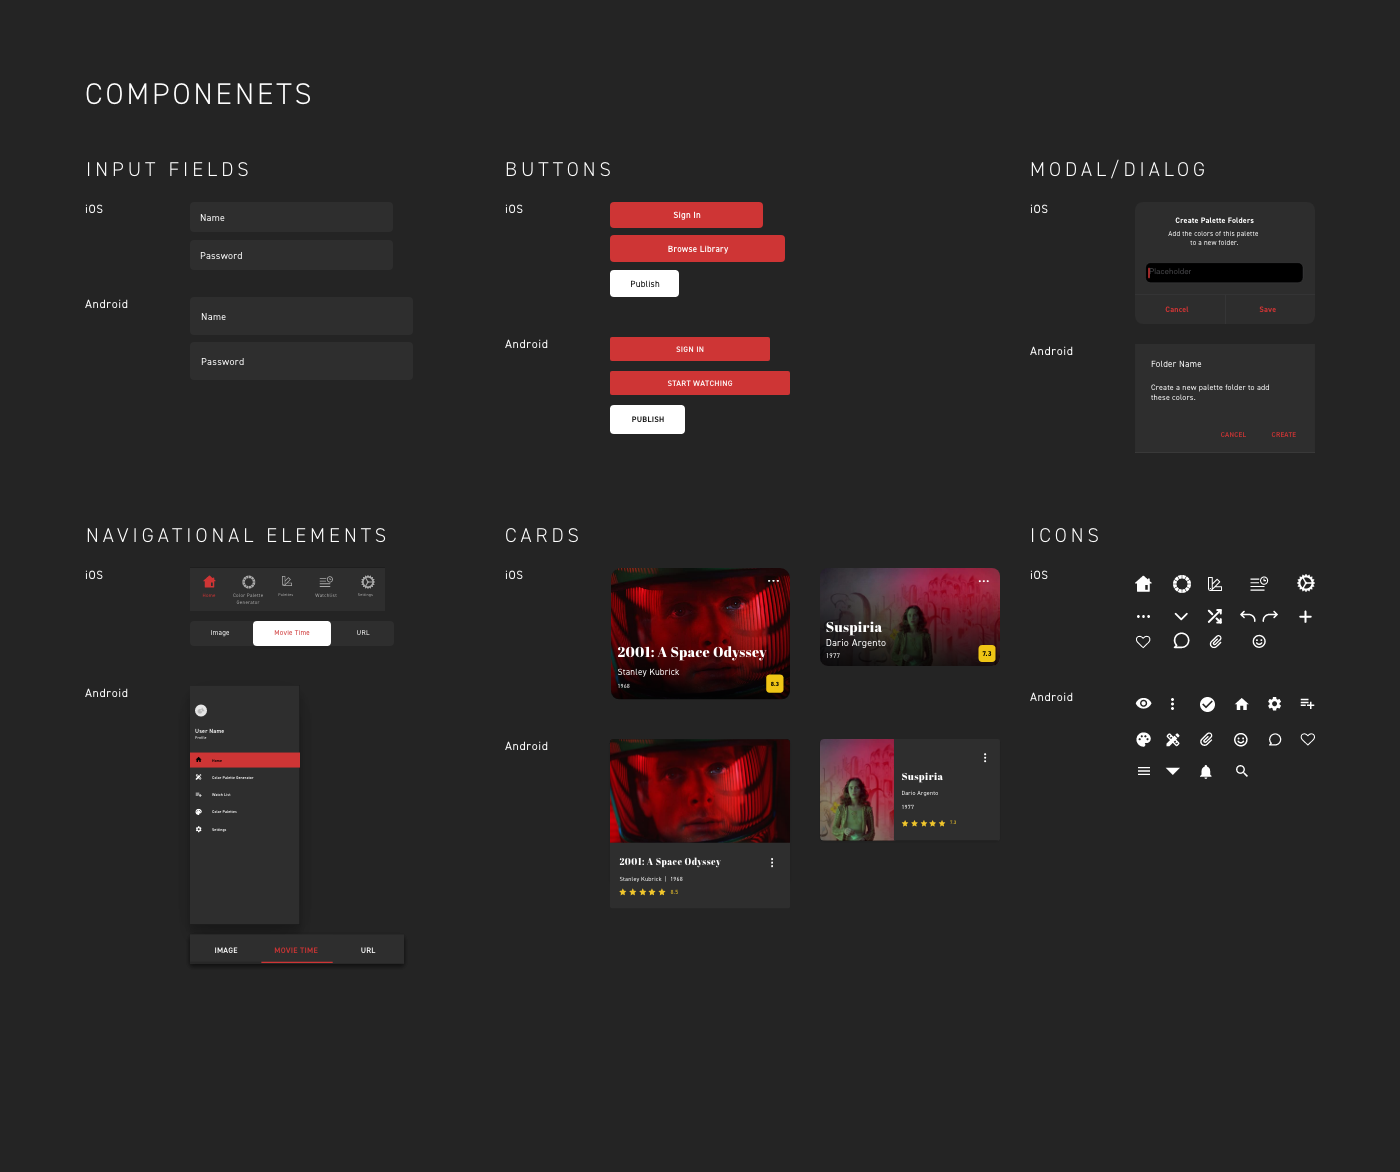 COMPONENETS
INPUT FIELDS
iOS
Name
Password
Android
Name
Password
BUTTONS
iOS
Sign In
Browse Library
Publish
Android
SIGN IN
START WATCHING
PUBLISH
MODAL/DIALOG
iOS
Create Palette Folders
Add the colors of this palette
to a new folder.
Placeholder
Cancel
Save
Android
Folder Name
Create a new palette folder to add
these colors.
CANCEL
CREATE
NAVIGATIONAL ELEMENTS
iOS
Home
Color Palette
Generator
Palettes
Watchlist
Settings
Image
Movie Time
URL
Android
User Name
Profile
Home
Color Palette Generator
Watch List
Color Palettes
Settings
IMAGE
MOVIE TIME
URL
CARDS
iOS
2001: A Space Odyssey
Stanley Kubrick
1968
8.3
Suspiria
Dario Argento
1977
7.3
Android
2001: A Space Odyssey
Stanley Kubrick | 1968
8.3
Suspiria
Dario Argento
1977
7.3
ICONS
iOS
Android